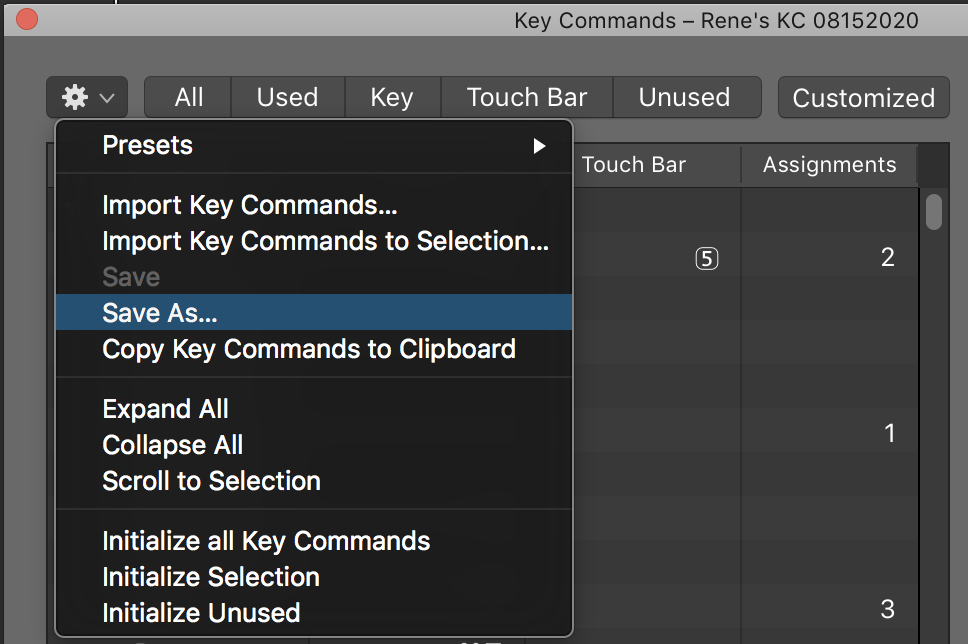 Key Commands – Rene's KC 08152020
All Used Key Touch Bar Unused Customized
Presets
Touch Bar Assignments
Import Key Commands...
Import Key Commands to Selection...
5 2
Save
Save As...
Copy Key Commands to Clipboard
Expand All
1
Collapse All
Scroll to Selection
Initialize all Key Commands
Initialize Selection
Initialize Unused
3